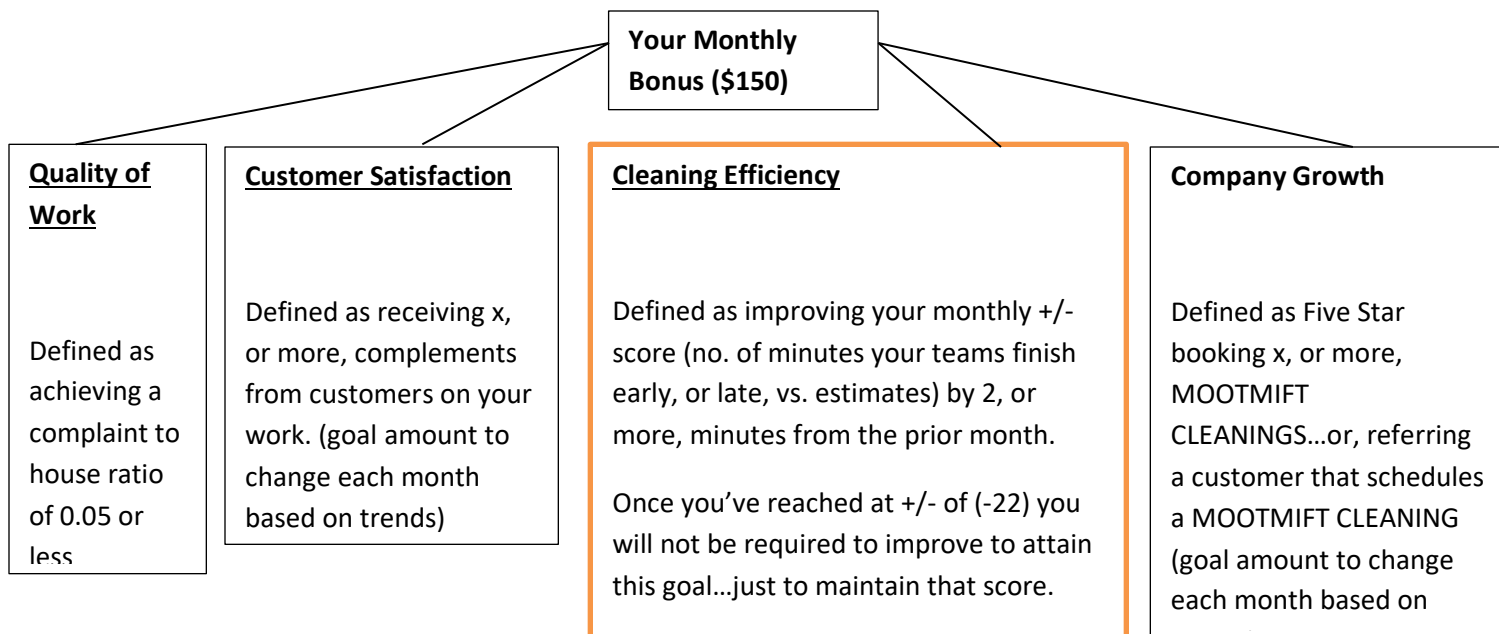 Your Monthly
Bonus ($150)
Quality of
Work
Defined as
achieving a
complaint to
house ratio
of 0.05 or
less
Customer Satisfaction
Defined as receiving x,
or more, complements
from customers on your
work. (goal amount to
change each month
based on trends)
Cleaning Efficiency
Defined as improving your monthly +/-
score (no. of minutes your teams finish
early, or late, vs. estimates) by 2, or
more, minutes from the prior month.
Once you’ve reached at +/- of (-22) you
will not be required to improve to attain
this goal…just to maintain that score.
Company Growth
Defined as Five Star
booking x, or more,
MOOTMIFT
CLEANINGS…or, referring
a customer that schedules
a MOOTMIFT CLEANING
(goal amount to change
each month based on